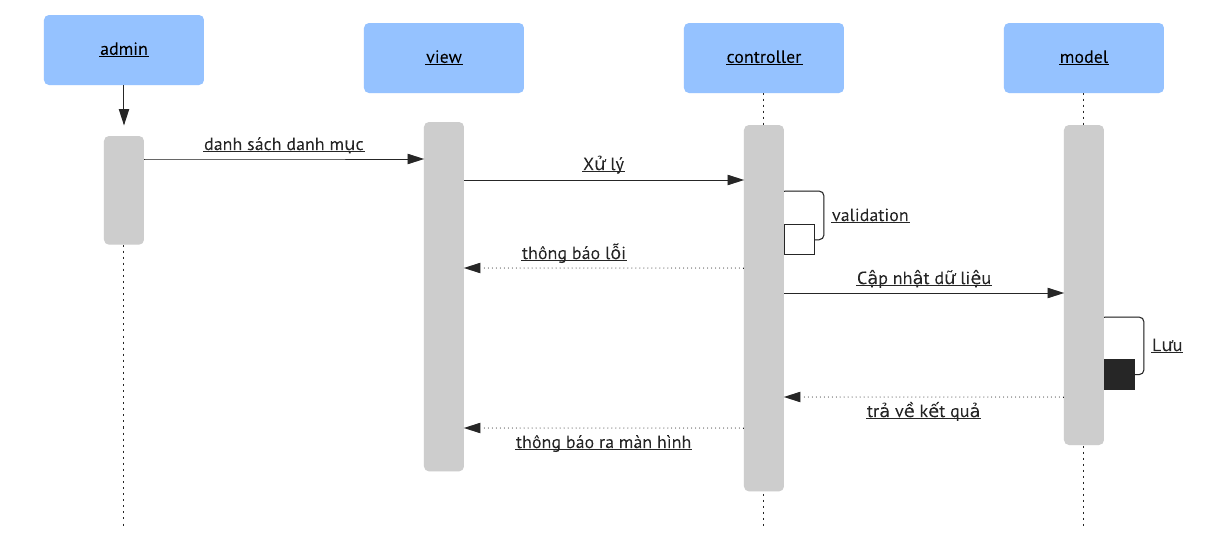 admin
view
controller
model
danh sách danh mục
Xử lý
validation
thông báo lỗi
Cập nhật dữ liệu
Lưu
trả về kết quả
thông báo ra màn hình